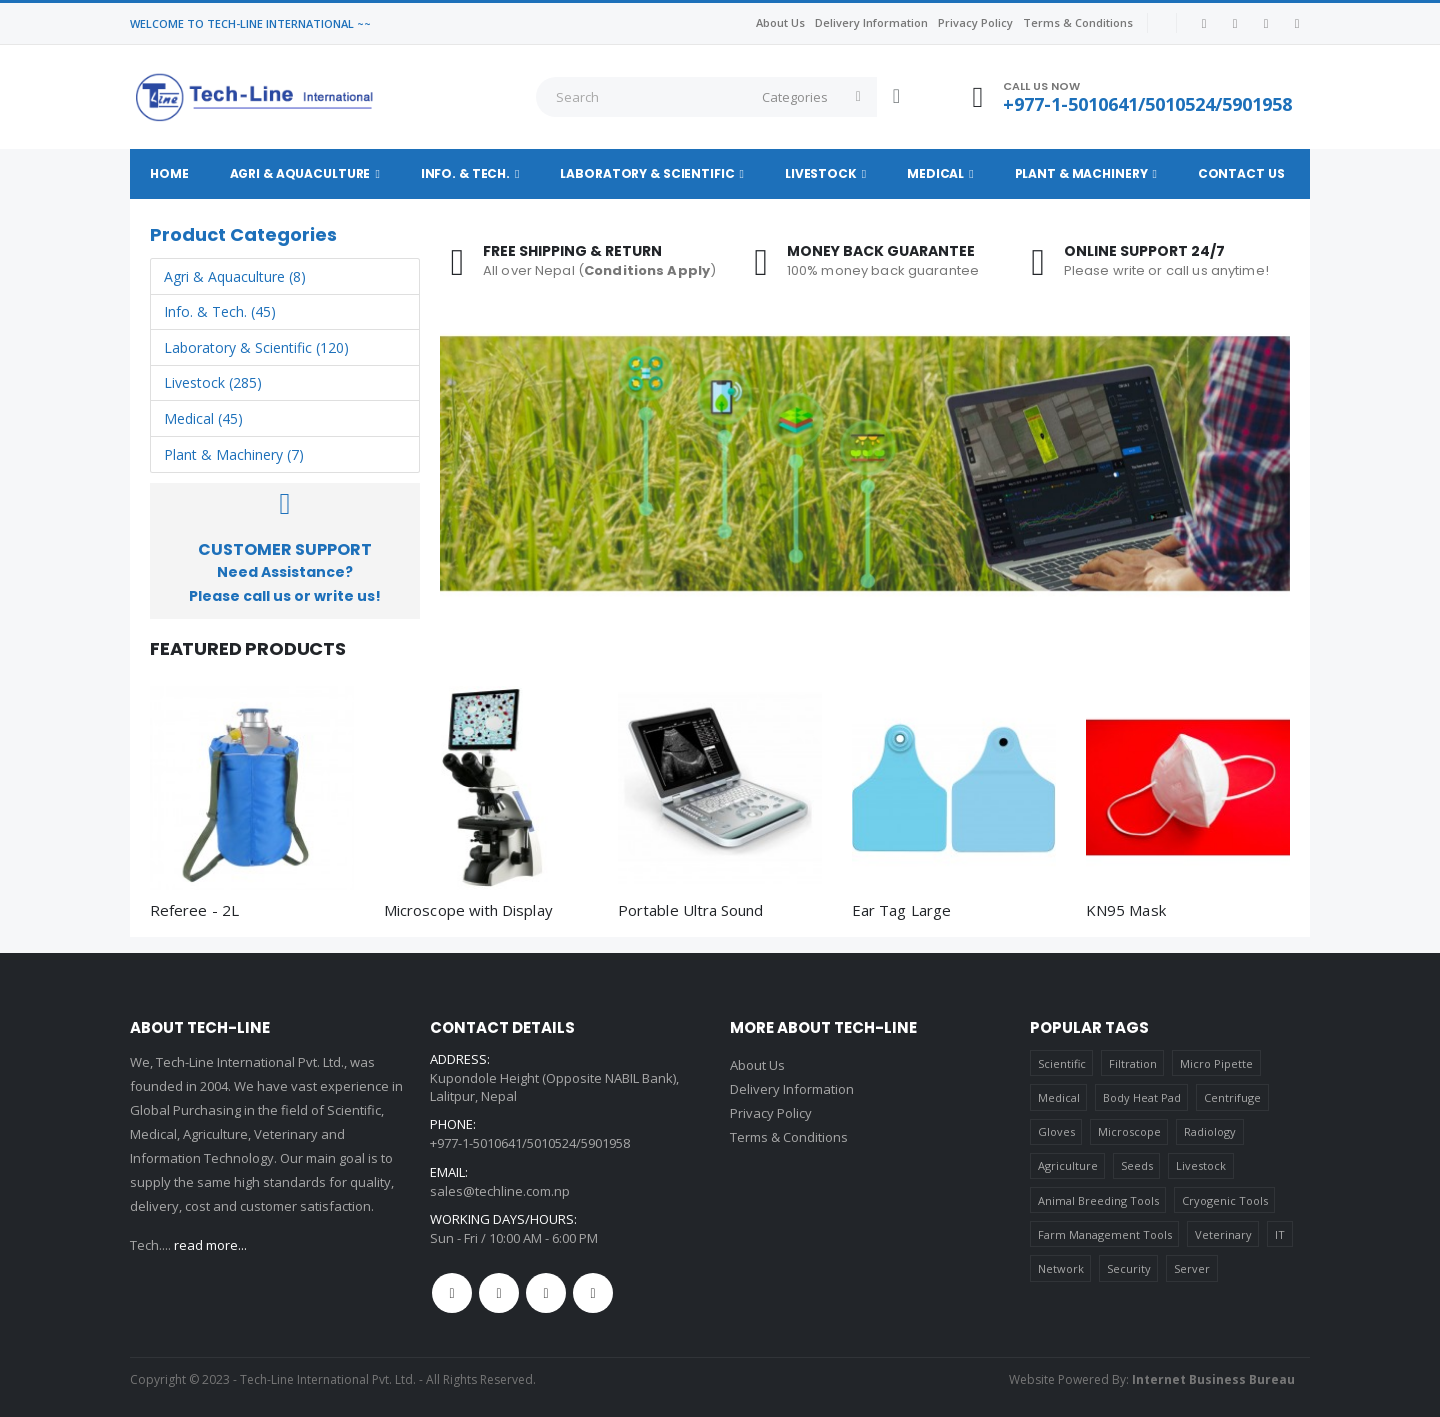 WELCOME TO TECH-LINE INTERNATIONAL ~~
About Us Delivery Information Privacy Policy Terms & Conditions
T Line Tech-Line International
Search Categories
CALL US NOW
+977-1-5010641/5010524/5901958
HOME AGRI & AQUACULTURE INFO. & TECH. LABORATORY & SCIENTIFIC LIVESTOCK MEDICAL PLANT & MACHINERY CONTACT US
Product Categories
Agri & Aquaculture (8)
Info. & Tech. (45)
Laboratory & Scientific (120)
Livestock (285)
Medical (45)
Plant & Machinery (7)
CUSTOMER SUPPORT
Need Assistance?
Please call us or write us!
FREE SHIPPING & RETURN
All over Nepal (Conditions Apply)
MONEY BACK GUARANTEE
100% money back guarantee
ONLINE SUPPORT 24/7
Please write or call us anytime!
FEATURED PRODUCTS
Referee - 2L
Microscope with Display
Portable Ultra Sound
Ear Tag Large
KN95 Mask
ABOUT TECH-LINE
We, Tech-Line International Pvt. Ltd., was
founded in 2004. We have vast experience in
Global Purchasing in the field of Scientific,
Medical, Agriculture, Veterinary and
Information Technology. Our main goal is to
supply the same high standards for quality,
delivery, cost and customer satisfaction.
Tech.... read more...
CONTACT DETAILS
ADDRESS:
Kupondole Height (Opposite NABIL Bank),
Lalitpur, Nepal
PHONE:
+977-1-5010641/5010524/5901958
EMAIL:
sales@techline.com.np
WORKING DAYS/HOURS:
Sun - Fri / 10:00 AM - 6:00 PM
MORE ABOUT TECH-LINE
About Us
Delivery Information
Privacy Policy
Terms & Conditions
POPULAR TAGS
Scientific Filtration Micro Pipette
Medical Body Heat Pad Centrifuge
Gloves Microscope Radiology
Agriculture Seeds Livestock
Animal Breeding Tools Cryogenic Tools
Farm Management Tools Veterinary IT
Network Security Server
Copyright © 2023 - Tech-Line International Pvt. Ltd. - All Rights Reserved.
Website Powered By: Internet Business Bureau